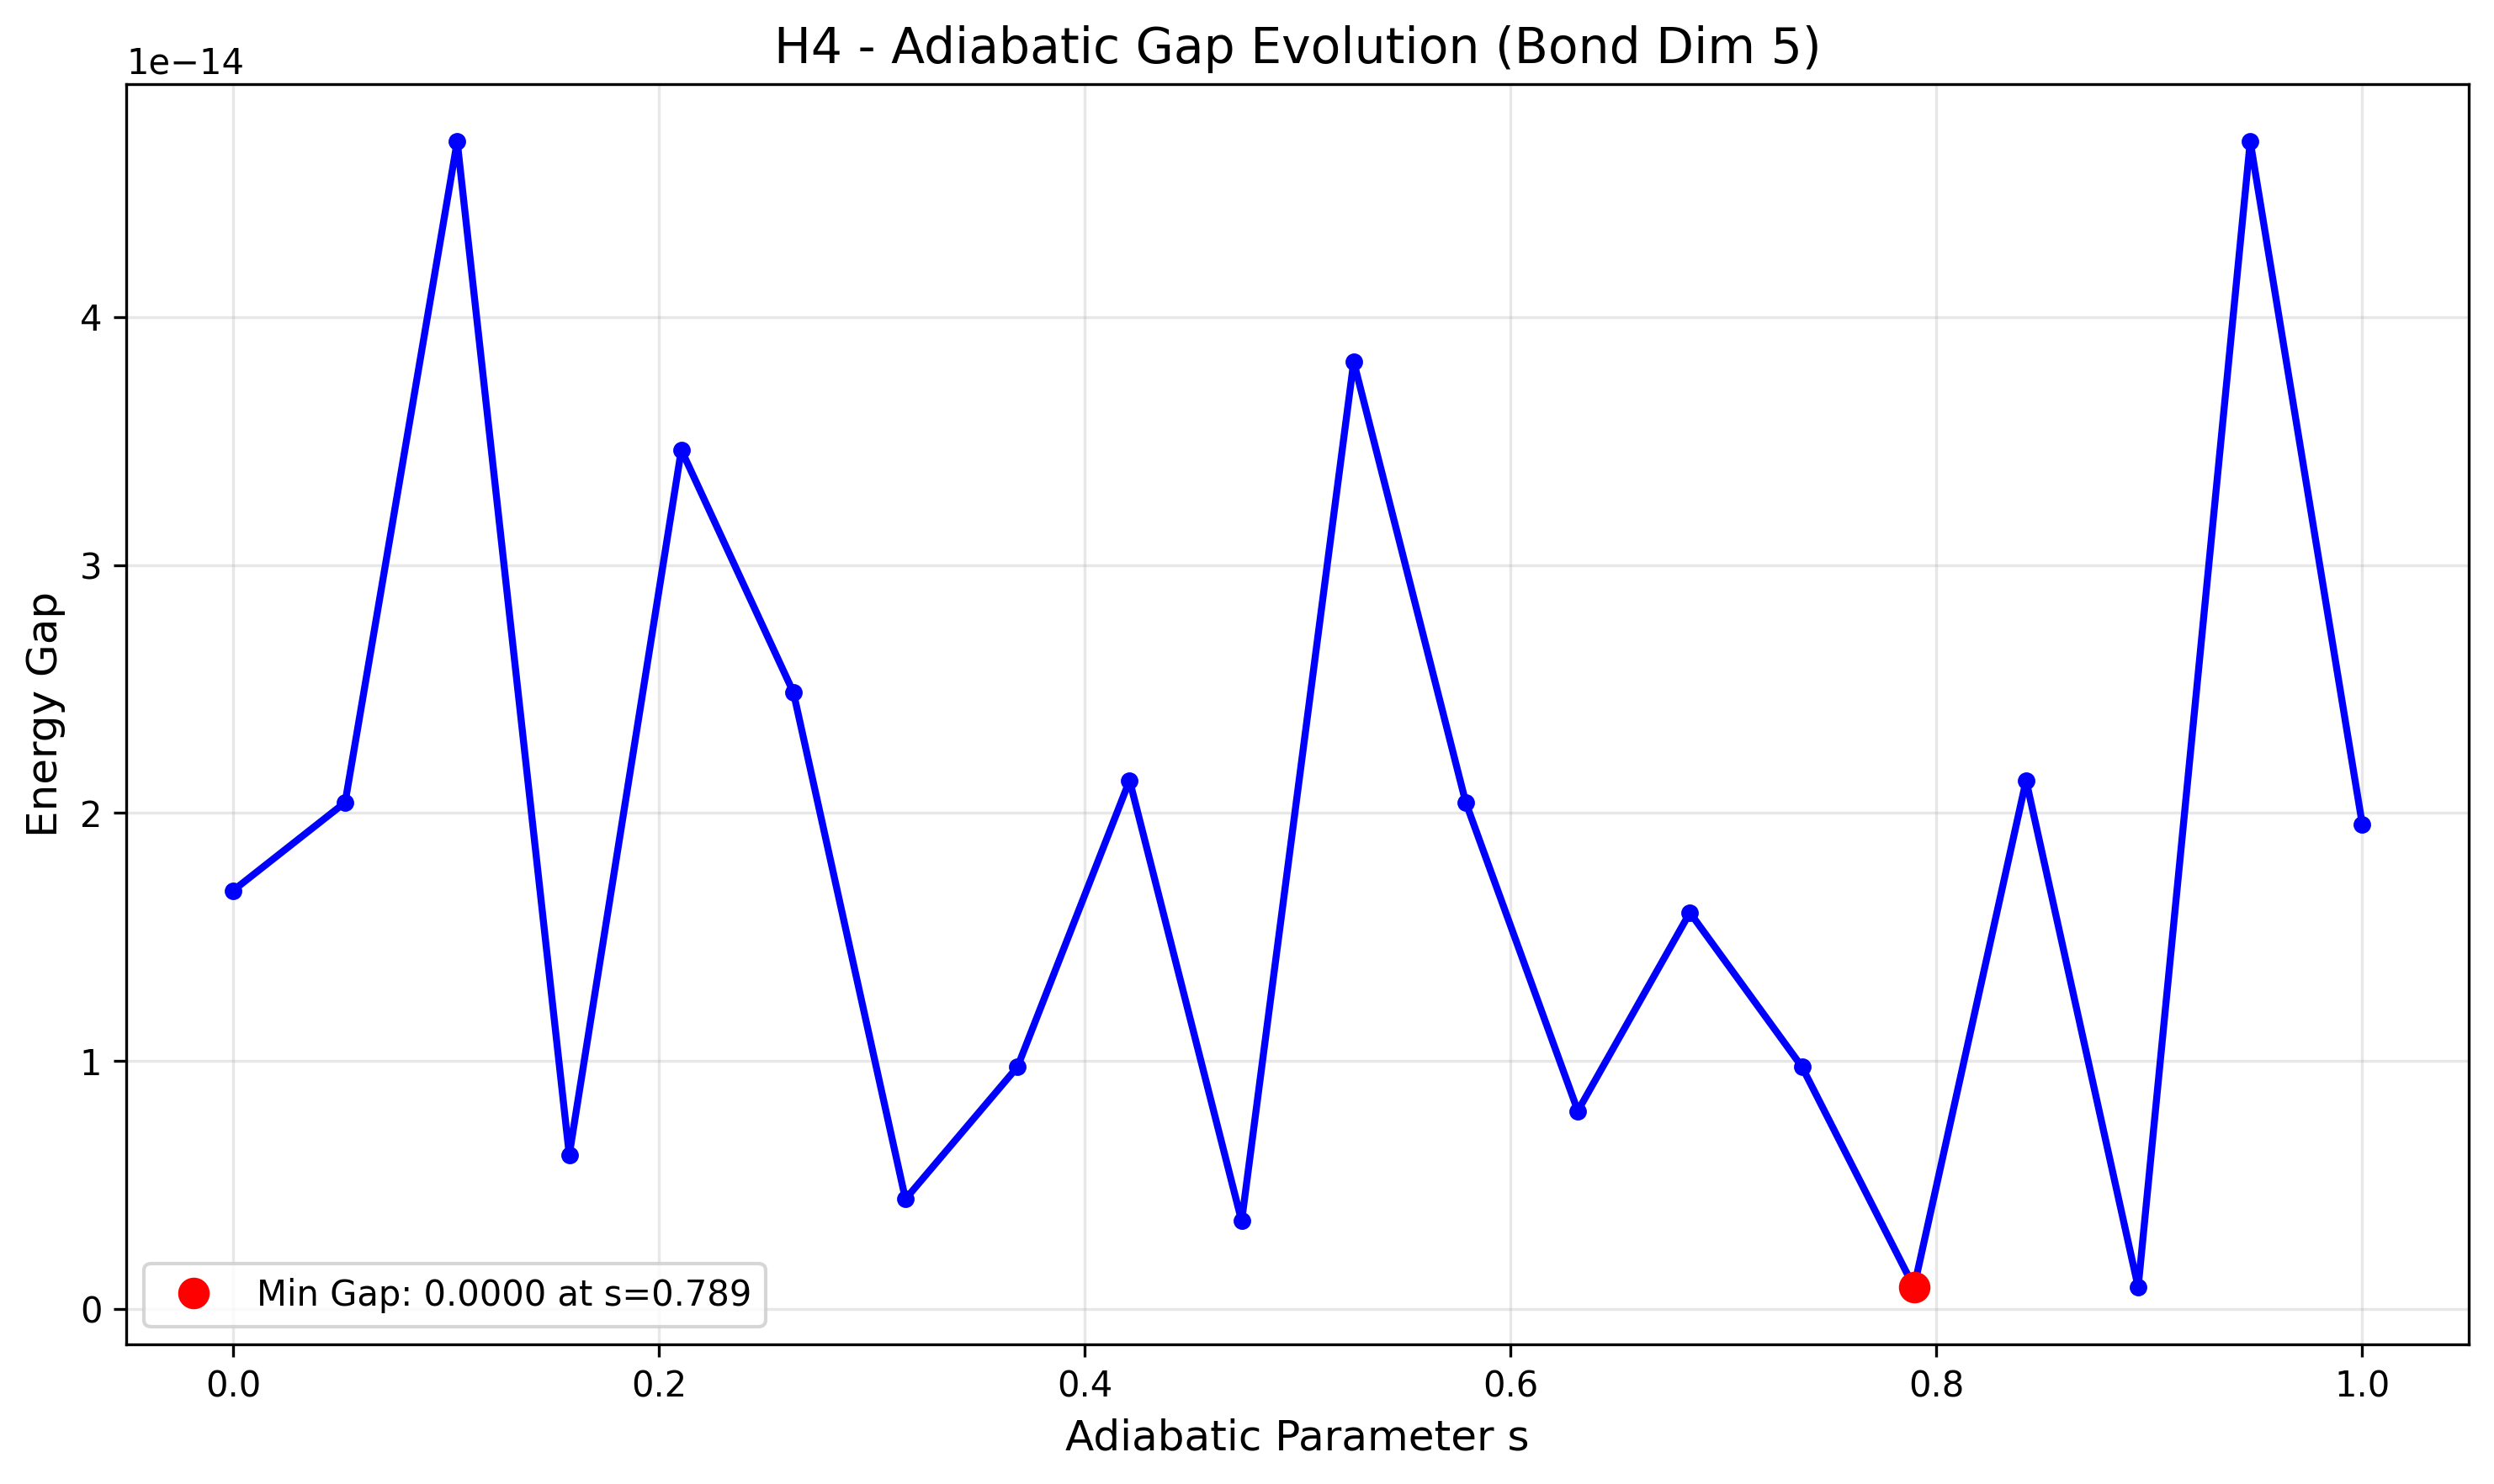 H4 - Adiabatic Gap Evolution (Bond Dim 5)
1e−14
4
3
2
1
0
Energy Gap
Min Gap: 0.0000 at s=0.789
0.0 0.2 0.4 0.6 0.8 1.0
Adiabatic Parameter s